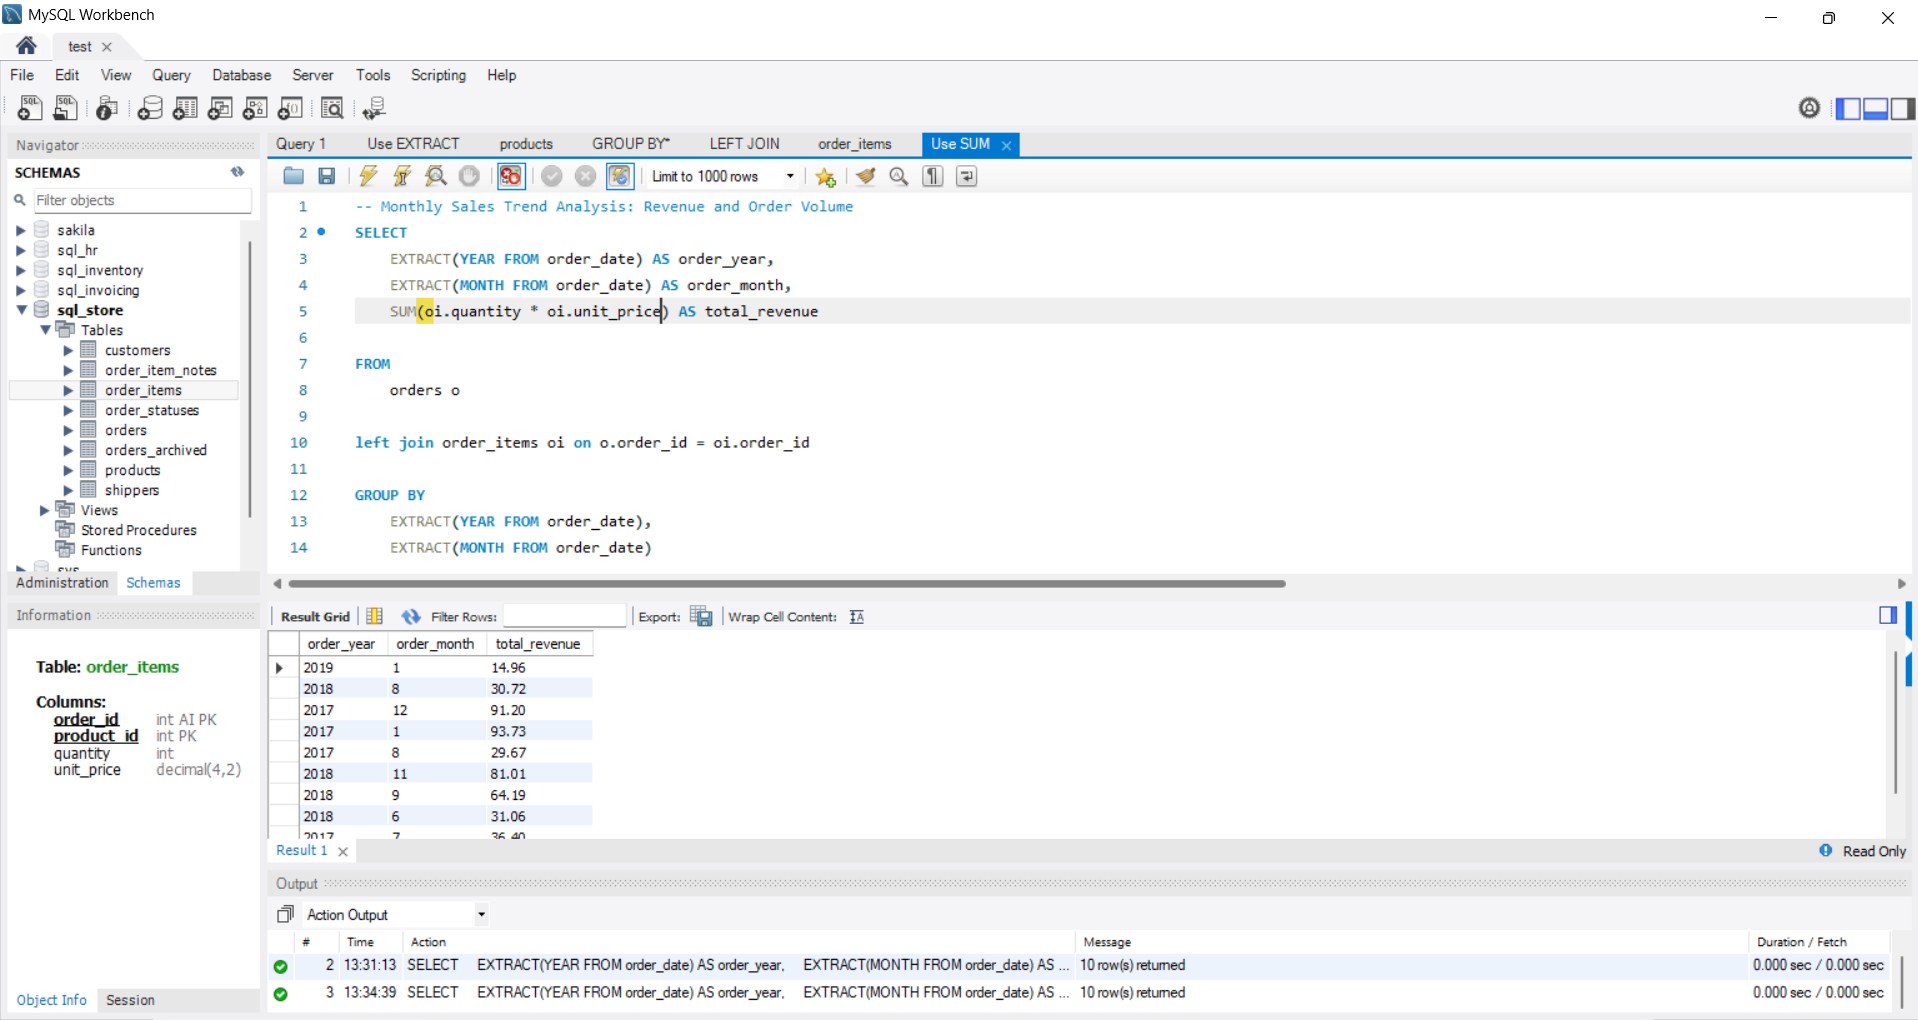 MySQL Workbench
test
File Edit View Query Database Server Tools Scripting Help
Navigator
SCHEMAS
Filter objects
sakila
sql_hr
sql_inventory
sql_invoicing
sql_store
Tables
customers
order_item_notes
order_items
order_statuses
orders
orders_archived
products
shippers
Views
Stored Procedures
Functions
sys
Administration Schemas
Information
Table: order_items
Columns:
order_id int AI PK
product_id int PK
quantity int
unit_price decimal(4,2)
Object Info Session
Query 1 Use EXTRACT products GROUP BY* LEFT JOIN order_items Use SUM
Limit to 1000 rows
1 -- Monthly Sales Trend Analysis: Revenue and Order Volume
2 SELECT
3 EXTRACT(YEAR FROM order_date) AS order_year,
4 EXTRACT(MONTH FROM order_date) AS order_month,
5 SUM(oi.quantity * oi.unit_price) AS total_revenue
6
7 FROM
8 orders o
9
10 left join order_items oi on o.order_id = oi.order_id
11
12 GROUP BY
13 EXTRACT(YEAR FROM order_date),
14 EXTRACT(MONTH FROM order_date)
Result Grid Filter Rows: Export: Wrap Cell Content:
order_year order_month total_revenue
2019 1 14.96
2018 8 30.72
2017 12 91.20
2017 1 93.73
2017 8 29.67
2018 11 81.01
2018 9 64.19
2018 6 31.06
2017 7 36.40
Result 1 Read Only
Output
Action Output
# Time Action Message Duration / Fetch
2 13:31:13 SELECT EXTRACT(YEAR FROM order_date) AS order_year, EXTRACT(MONTH FROM order_date) AS ... 10 row(s) returned 0.000 sec / 0.000 sec
3 13:34:39 SELECT EXTRACT(YEAR FROM order_date) AS order_year, EXTRACT(MONTH FROM order_date) AS ... 10 row(s) returned 0.000 sec / 0.000 sec